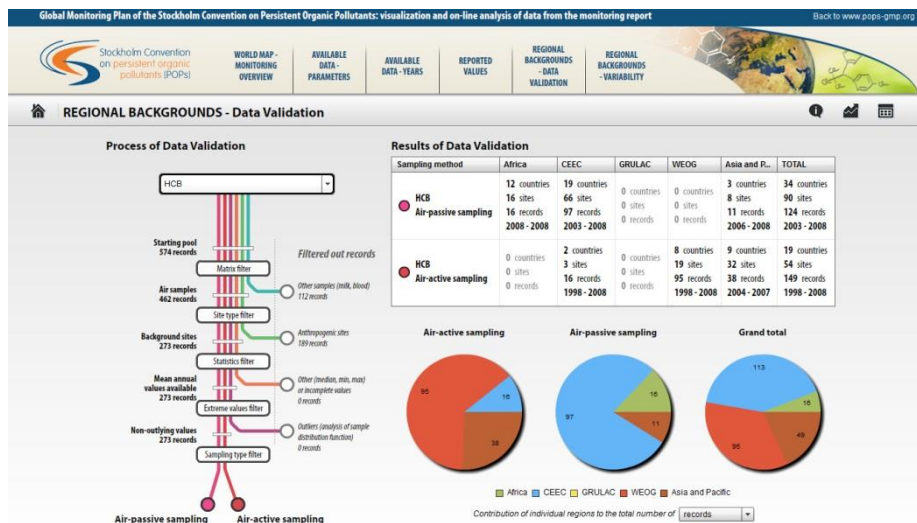 Global Monitoring Plan of the Stockholm Convention on Persistent Organic Pollutants: visualization and on-line analysis of data from the monitoring report
Back to www.pops-gmp.org
Stockholm Convention
on persistent organic
pollutants (POPs)
WORLD MAP -
MONITORING
OVERVIEW
AVAILABLE
DATA -
PARAMETERS
AVAILABLE
DATA - YEARS
REPORTED
VALUES
REGIONAL
BACKGROUNDS
- DATA
VALIDATION
REGIONAL
BACKGROUNDS
- VARIABILITY
REGIONAL BACKGROUNDS - Data Validation
Process of Data Validation
HCB
Starting pool
574 records
Filtered out records
Matrix filter
Air samples
462 records
Other samples (milk, blood)
112 records
Site type filter
Background sites
273 records
Anthropogenic sites
189 records
Statistics filter
Mean annual
values available
273 records
Other (median, min, max)
or incomplete values
0 records
Extreme values filter
Non-outlying values
273 records
Outliers (analysis of sample
distribution function)
0 records
Sampling type filter
Air-passive sampling
Air-active sampling
Results of Data Validation
Sampling method Africa CEEC GRULAC WEOG Asia and P... TOTAL
HCB
Air-passive sampling
12 countries
16 sites
16 records
2008 - 2008
19 countries
66 sites
97 records
2003 - 2008
0 countries
0 sites
0 records
0 countries
0 sites
0 records
3 countries
8 sites
11 records
2006 - 2008
34 countries
90 sites
124 records
2003 - 2008
HCB
Air-active sampling
0 countries
0 sites
0 records
2 countries
3 sites
16 records
1998 - 2008
0 countries
0 sites
0 records
8 countries
19 sites
95 records
1998 - 2008
9 countries
32 sites
38 records
2004 - 2007
19 countries
54 sites
149 records
1998 - 2008
Air-active sampling
95
16
38
Air-passive sampling
97
16
11
Grand total
113
16
49
95
Africa CEEC GRULAC WEOG Asia and Pacific
Contribution of individual regions to the total number of records